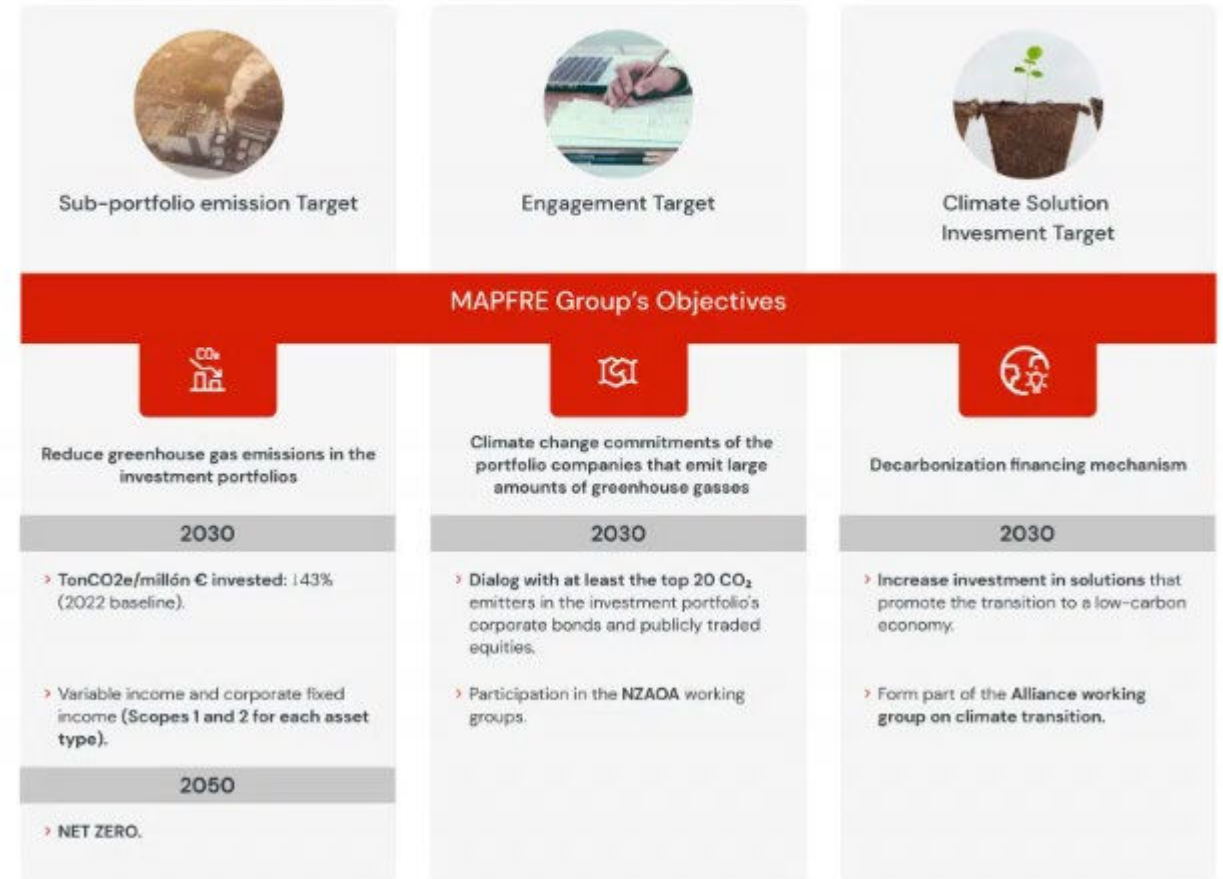 Sub-portfolio emission Target
Engagement Target
Climate Solution
Invesment Target
MAPFRE Group's Objectives
CO₂
Reduce greenhouse gas emissions in the
investment portfolios
2030
> TonCO2e/millón € invested: ↓43%
(2022 baseline).
> Variable income and corporate fixed
income (Scopes 1 and 2 for each asset
type).
2050
> NET ZERO.
Climate change commitments of the
portfolio companies that emit large
amounts of greenhouse gasses
2030
> Dialog with at least the top 20 CO₂
emitters in the investment portfolio's
corporate bonds and publicly traded
equities.
> Participation in the NZAOA working
groups.
Decarbonization financing mechanism
2030
> Increase investment in solutions that
promote the transition to a low-carbon
economy.
> Form part of the Alliance working
group on climate transition.